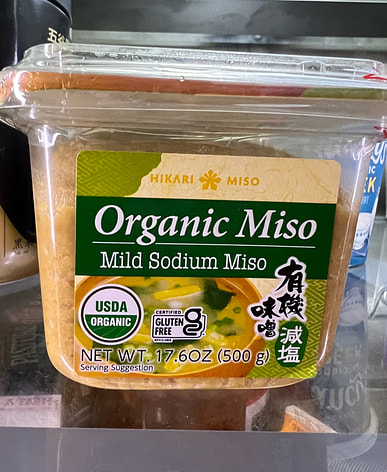 HIKARI MISO
Organic Miso
Mild Sodium Miso
有機
味噌
減塩
USDA
ORGANIC
CERTIFIED
GLUTEN
FREE
NET WT. 17.6OZ (500 g)
Serving Suggestion
五